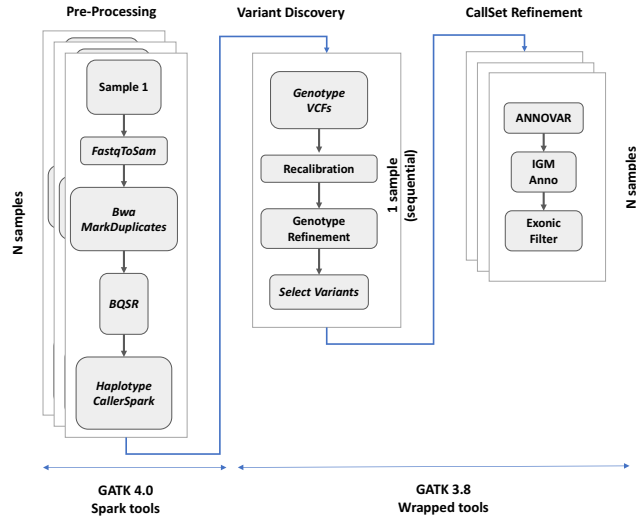 Pre-Processing
Variant Discovery
CallSet Refinement
N samples
Sample 1
FastqToSam
Bwa
MarkDuplicates
BQSR
Haplotype
CallerSpark
Genotype
VCFs
Recalibration
Genotype
Refinement
Select Variants
1 sample
(sequential)
ANNOVAR
IGM
Anno
Exonic
Filter
N samples
GATK 4.0
Spark tools
GATK 3.8
Wrapped tools